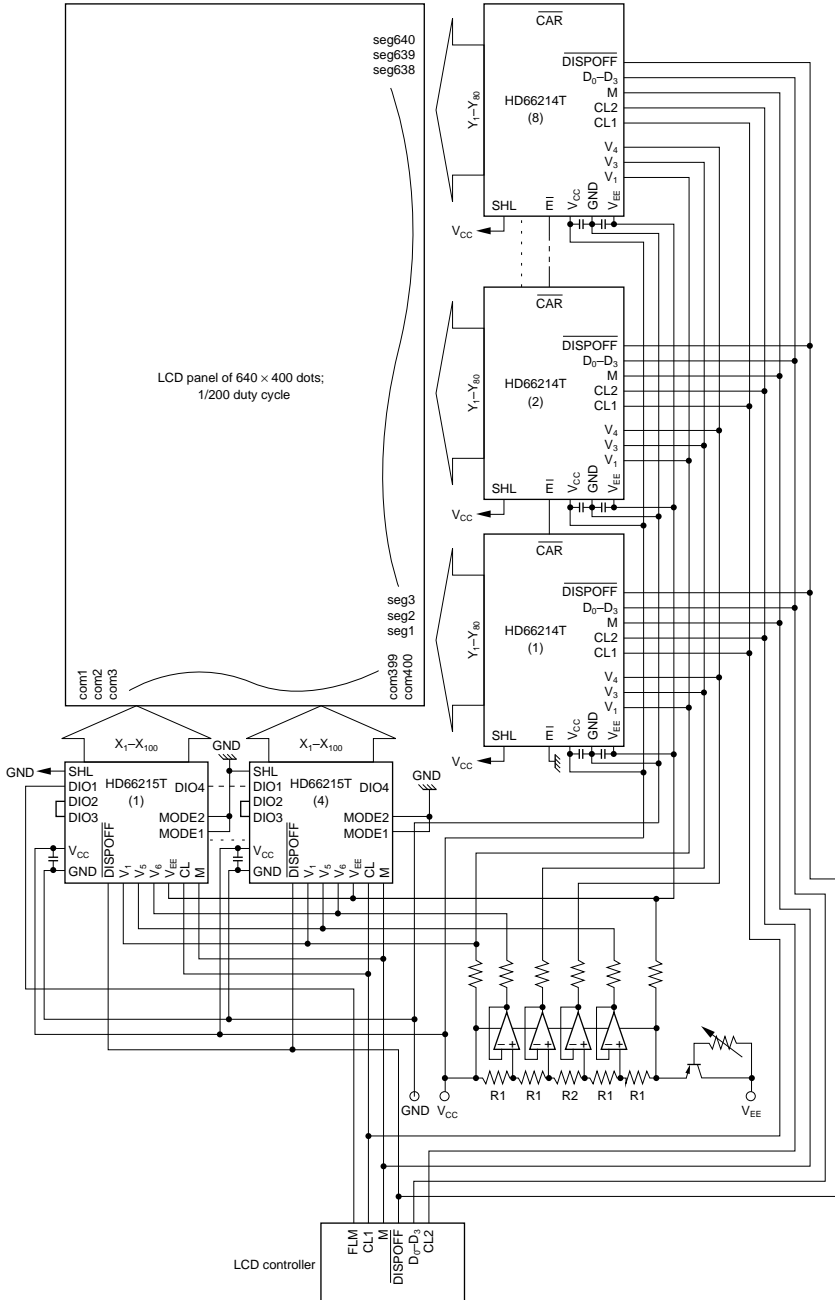 seg640
seg639
seg638
LCD panel of 640 × 400 dots;
1/200 duty cycle
seg3
seg2
seg1
com1
com2
com3
com399
com400
CAR
DISPOFF
D0–D3
M
CL2
CL1
V4
V3
V1
HD66214T
(8)
Y1–Y80
SHL
E
VCC
GND
VEE
VCC
CAR
DISPOFF
D0–D3
M
CL2
CL1
V4
V3
V1
HD66214T
(2)
Y1–Y80
SHL
E
VCC
GND
VEE
VCC
CAR
DISPOFF
D0–D3
M
CL2
CL1
V4
V3
V1
HD66214T
(1)
Y1–Y80
SHL
E
VCC
GND
VEE
VCC
X1–X100
GND
X1–X100
GND
GND
SHL
DIO1
DIO2
DIO3
HD66215T
(1)
DIO4
MODE2
MODE1
VCC
GND
DISPOFF
V1
V5
V6
VEE
CL
M
SHL
DIO1
DIO2
DIO3
HD66215T
(4)
DIO4
MODE2
MODE1
VCC
GND
DISPOFF
V1
V5
V6
VEE
CL
M
– +
– +
– +
– +
R1
R1
R2
R1
R1
GND
VCC
VEE
LCD controller
FLM
CL1
M
DISPOFF
D0–D3
CL2